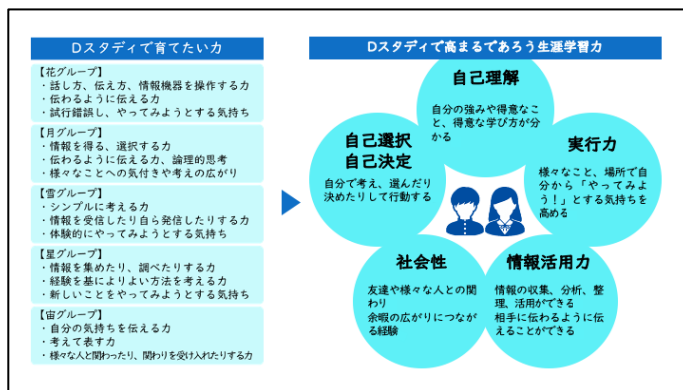 Dスタディで育てたい力
【花グループ】
・話し方、伝え方、情報機器を操作する力
・伝わるように伝える力
・試行錯誤し、やってみようとする気持ち
【月グループ】
・情報を得る、選択する力
・伝わるように伝える力、論理的思考
・様々なことへの気付きや考えの広がり
【雪グループ】
・シンプルに考える力
・情報を受信したり自ら発信したりする力
・体験的にやってみようとする気持ち
【星グループ】
・情報を集めたり、調べたりする力
・経験を基によりよい方法を考える力
・新しいことをやってみようとする気持ち
【宙グループ】
・自分の気持ちを伝える力
・考えて表す力
・様々な人と関わったり、関わりを受け入れたりする力
Dスタディで高まるであろう生涯学習力
自己理解
自分の強みや得意なこ
と、得意な学び方が分
かる
自己選択
自己決定
自分で考え、選んだり
決めたりして行動する
実行力
様々なこと、場所で自
分から「やってみよ
う！」とする気持ちを
高める
社会性
友達や様々な人との関
わり
余暇の広がりにつなが
る経験
情報活用力
情報の収集、分析、整
理、活用ができる
相手に伝わるように伝
えることができる